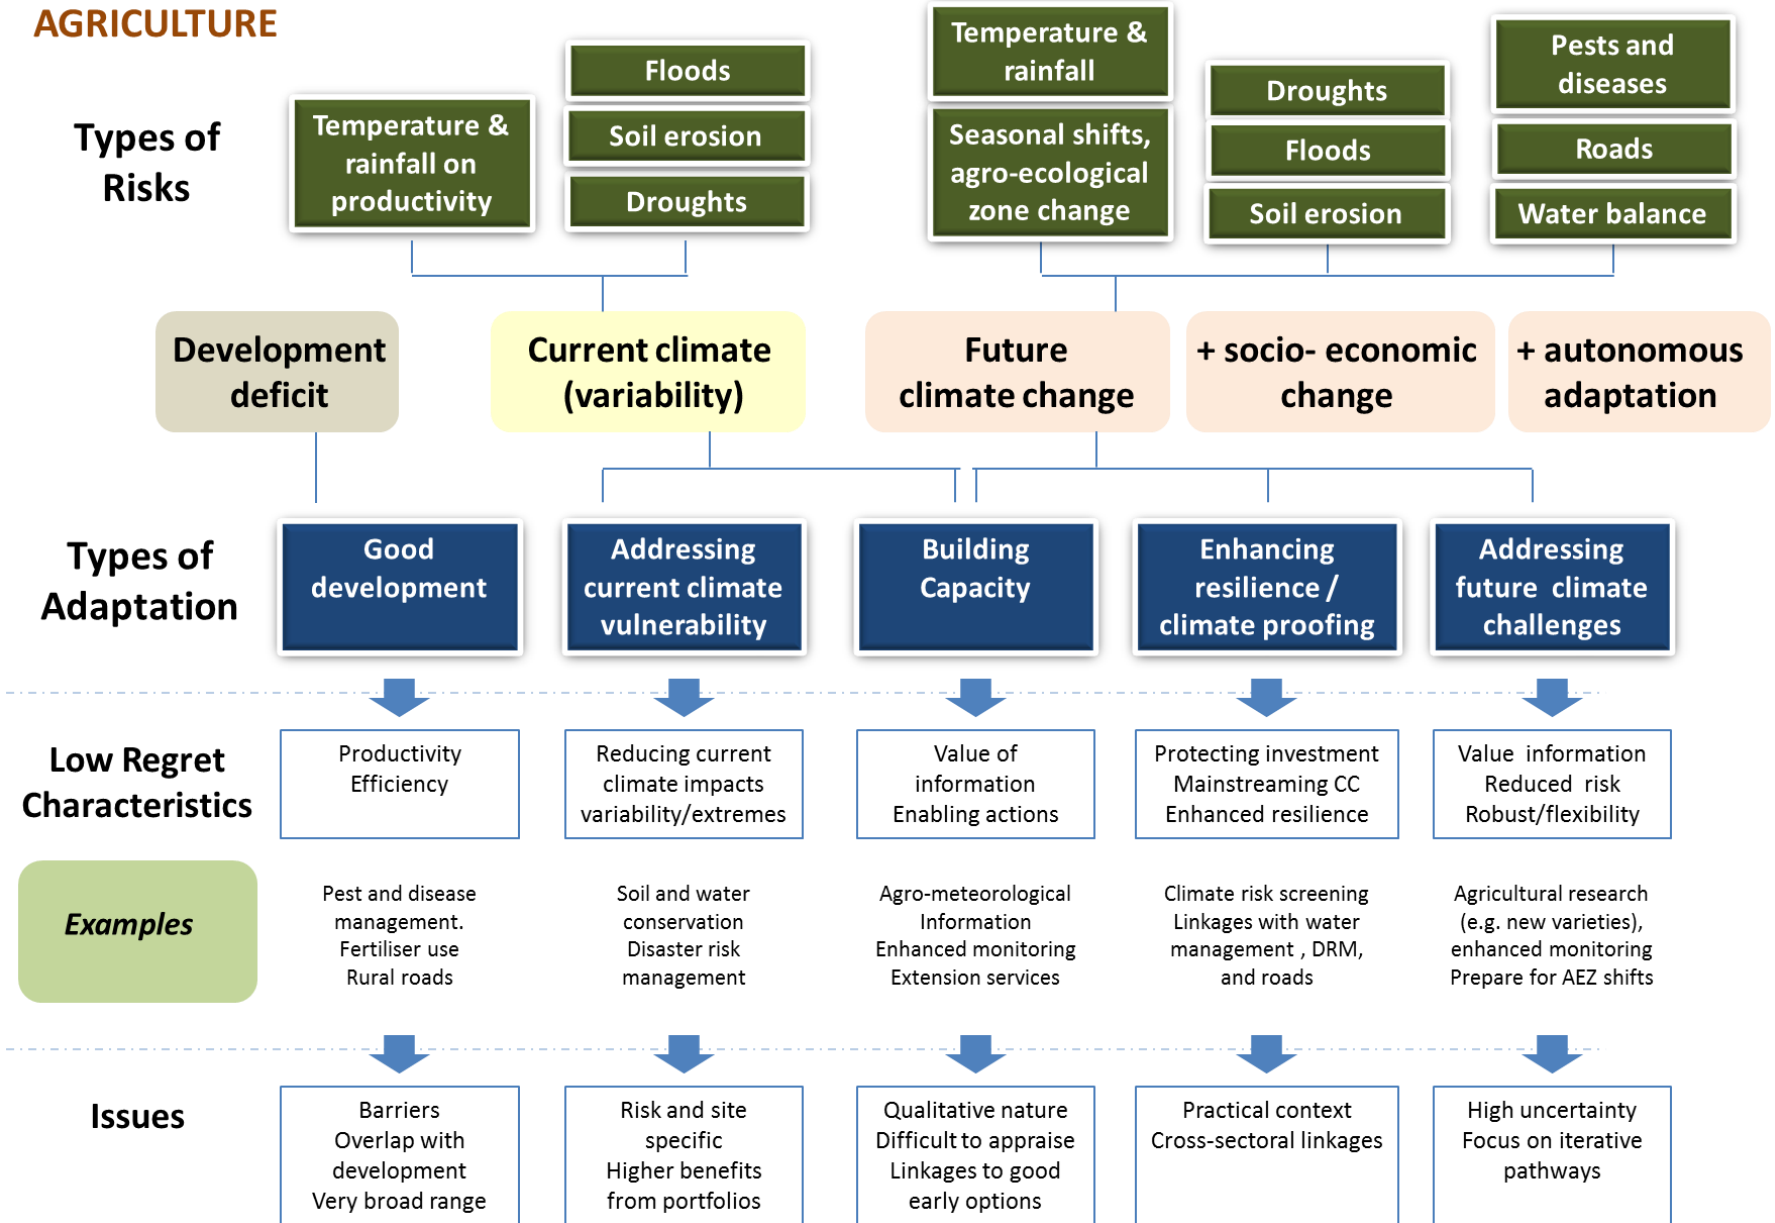 AGRICULTURE
Types of
Risks
Temperature &
rainfall on
productivity
Floods
Soil erosion
Droughts
Temperature &
rainfall
Seasonal shifts,
agro-ecological
zone change
Droughts
Floods
Soil erosion
Pests and
diseases
Roads
Water balance
Development
deficit
Current climate
(variability)
Future
climate change
+ socio- economic
change
+ autonomous
adaptation
Types of
Adaptation
Good
development
Addressing
current climate
vulnerability
Building
Capacity
Enhancing
resilience /
climate proofing
Addressing
future climate
challenges
Low Regret
Characteristics
Productivity
Efficiency
Reducing current
climate impacts
variability/extremes
Value of
information
Enabling actions
Protecting investment
Mainstreaming CC
Enhanced resilience
Value information
Reduced risk
Robust/flexibility
Examples
Pest and disease
management.
Fertiliser use
Rural roads
Soil and water
conservation
Disaster risk
management
Agro-meteorological
Information
Enhanced monitoring
Extension services
Climate risk screening
Linkages with water
management , DRM,
and roads
Agricultural research
(e.g. new varieties),
enhanced monitoring
Prepare for AEZ shifts
Issues
Barriers
Overlap with
development
Very broad range
Risk and site
specific
Higher benefits
from portfolios
Qualitative nature
Difficult to appraise
Linkages to good
early options
Practical context
Cross-sectoral linkages
High uncertainty
Focus on iterative
pathways